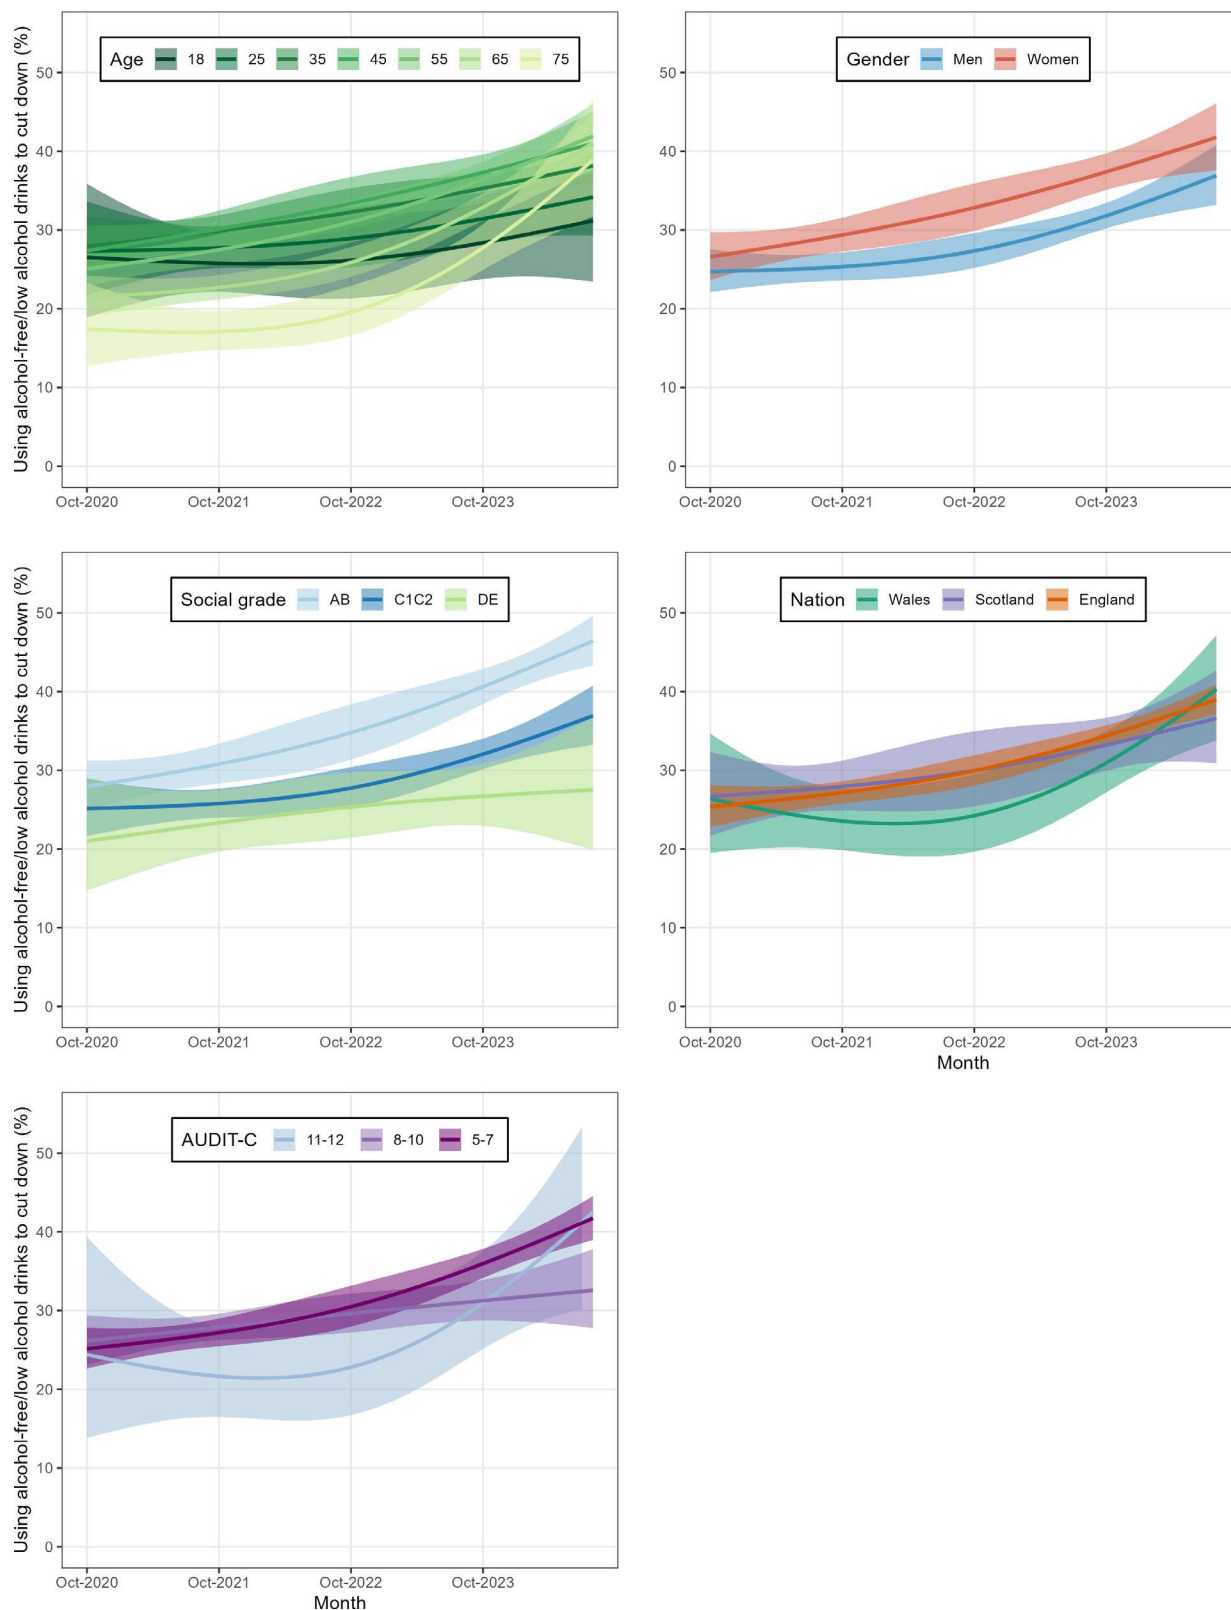 Using alcohol-free/low alcohol drinks to cut down (%)
Age 18 25 35 45 55 65 75
50
40
30
20
10
0
Oct-2020 Oct-2021 Oct-2022 Oct-2023
Gender Men Women
50
40
30
20
10
0
Oct-2020 Oct-2021 Oct-2022 Oct-2023
Using alcohol-free/low alcohol drinks to cut down (%)
Social grade AB C1C2 DE
50
40
30
20
10
0
Oct-2020 Oct-2021 Oct-2022 Oct-2023
Nation Wales Scotland England
50
40
30
20
10
0
Oct-2020 Oct-2021 Oct-2022 Oct-2023
Month
Using alcohol-free/low alcohol drinks to cut down (%)
AUDIT-C 11-12 8-10 5-7
50
40
30
20
10
0
Oct-2020 Oct-2021 Oct-2022 Oct-2023
Month